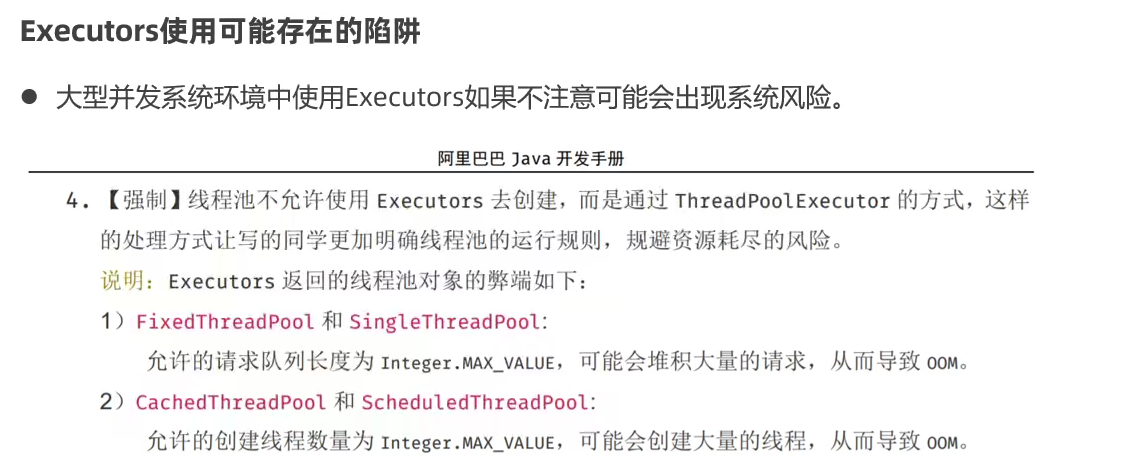 Executors使用可能存在的陷阱
● 大型并发系统环境中使用Executors如果不注意可能会出现系统风险。
阿里巴巴 Java 开发手册
4. 【强制】线程池不允许使用 Executors 去创建，而是通过 ThreadPoolExecutor 的方式，这样
的处理方式让写的同学更加明确线程池的运行规则，规避资源耗尽的风险。
说明：Executors 返回的线程池对象的弊端如下：
1）FixedThreadPool 和 SingleThreadPool:
允许的请求队列长度为 Integer.MAX_VALUE，可能会堆积大量的请求，从而导致 OOM。
2）CachedThreadPool 和 ScheduledThreadPool:
允许的创建线程数量为 Integer.MAX_VALUE，可能会创建大量的线程，从而导致 OOM。